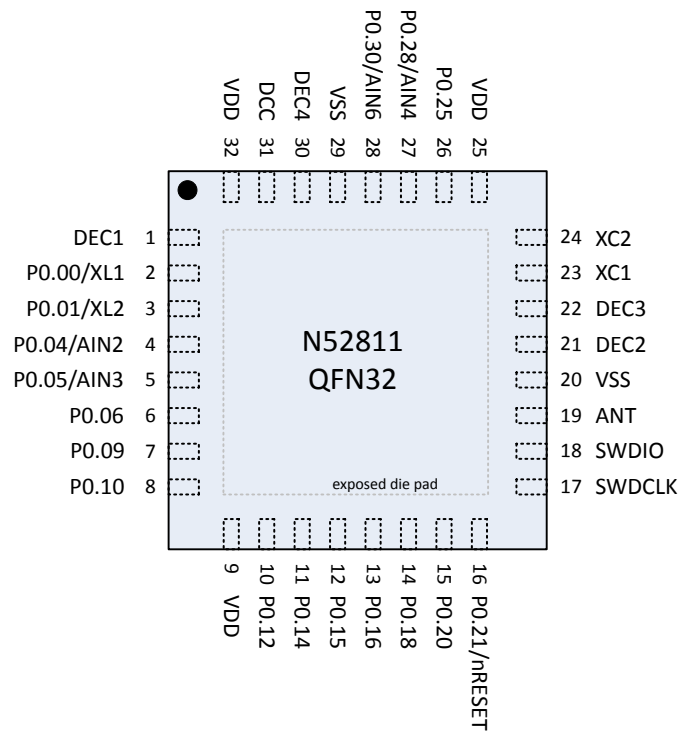 VDD 32
DCC 31
DEC4 30
VSS 29
P0.30/AIN6 28
P0.28/AIN4 27
P0.25 26
VDD 25
DEC1 1
P0.00/XL1 2
P0.01/XL2 3
P0.04/AIN2 4
P0.05/AIN3 5
P0.06 6
P0.09 7
P0.10 8
N52811
QFN32
exposed die pad
24 XC2
23 XC1
22 DEC3
21 DEC2
20 VSS
19 ANT
18 SWDIO
17 SWDCLK
9 VDD
10 P0.12
11 P0.14
12 P0.15
13 P0.16
14 P0.18
15 P0.20
16 P0.21/nRESET